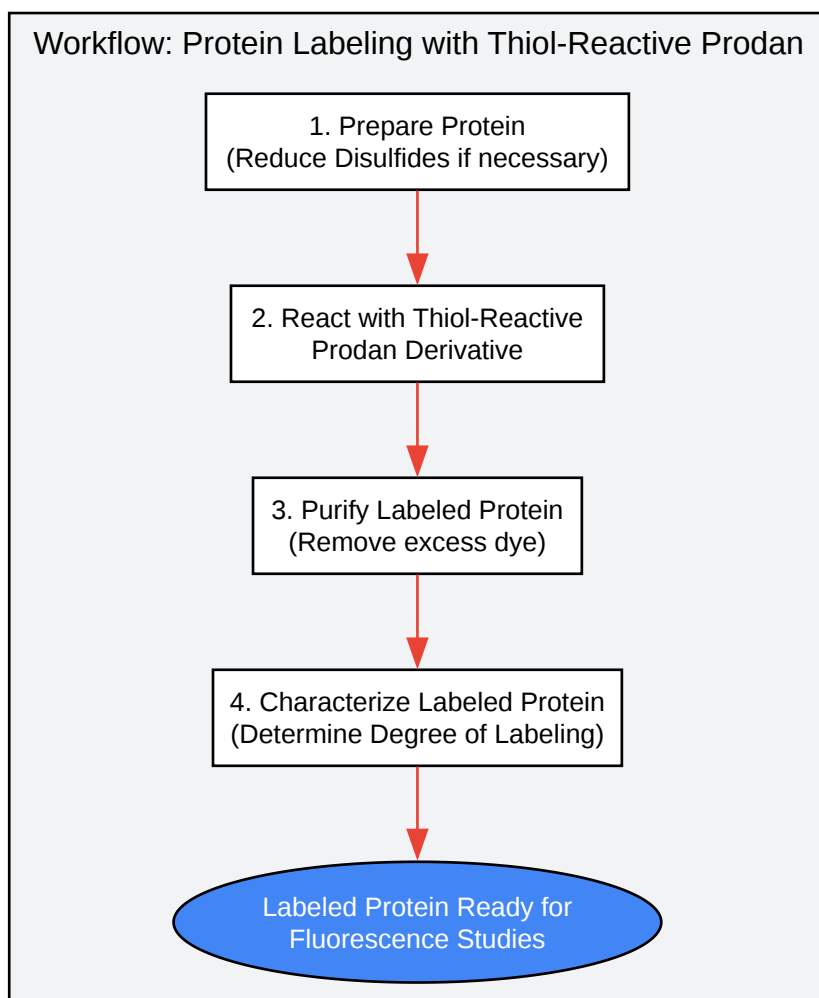 Workflow: Protein Labeling with Thiol-Reactive Prodan
1. Prepare Protein
(Reduce Disulfides if necessary)
2. React with Thiol-Reactive
Prodan Derivative
3. Purify Labeled Protein
(Remove excess dye)
4. Characterize Labeled Protein
(Determine Degree of Labeling)
Labeled Protein Ready for
Fluorescence Studies